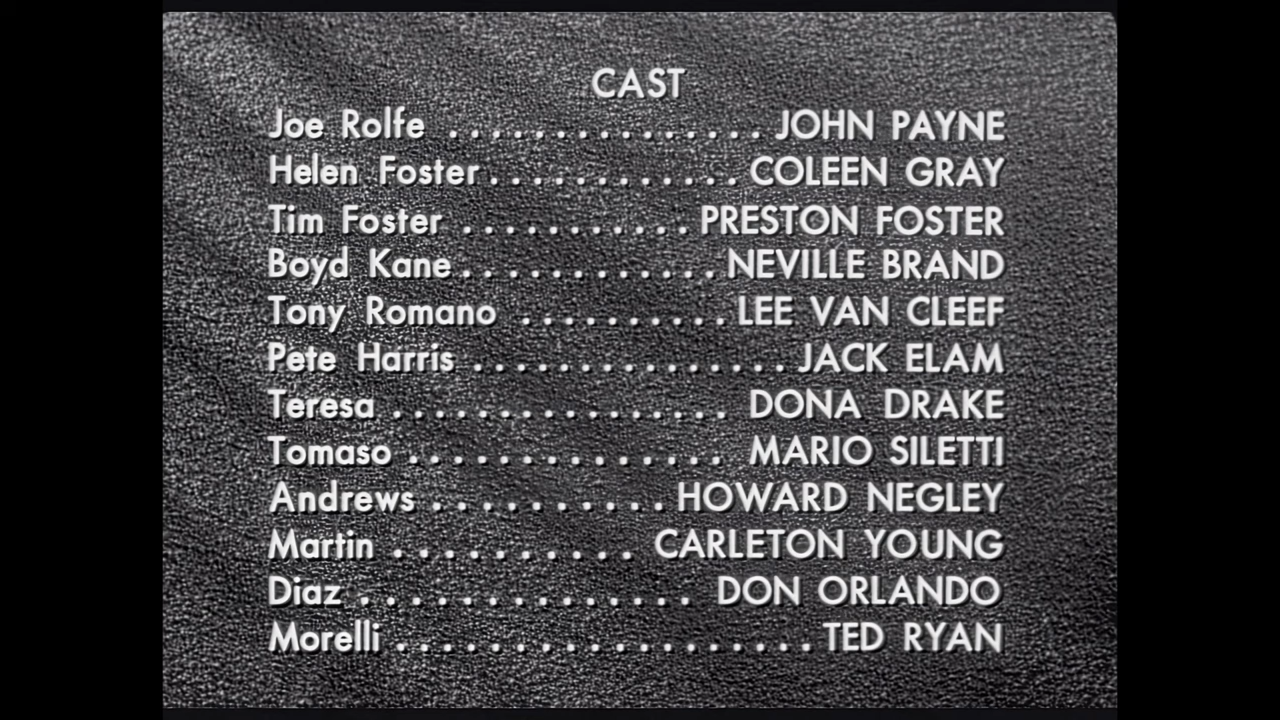 CAST
Joe Rolfe ............... JOHN PAYNE
Helen Foster ............ COLEEN GRAY
Tim Foster ........... PRESTON FOSTER
Boyd Kane ............ NEVILLE BRAND
Tony Romano .......... LEE VAN CLEEF
Pete Harris .............. JACK ELAM
Teresa ................ DONA DRAKE
Tomaso .............. MARIO SILETTI
Andrews ........... HOWARD NEGLEY
Martin ........... CARLETON YOUNG
Diaz .............. DON ORLANDO
Morelli ................... TED RYAN